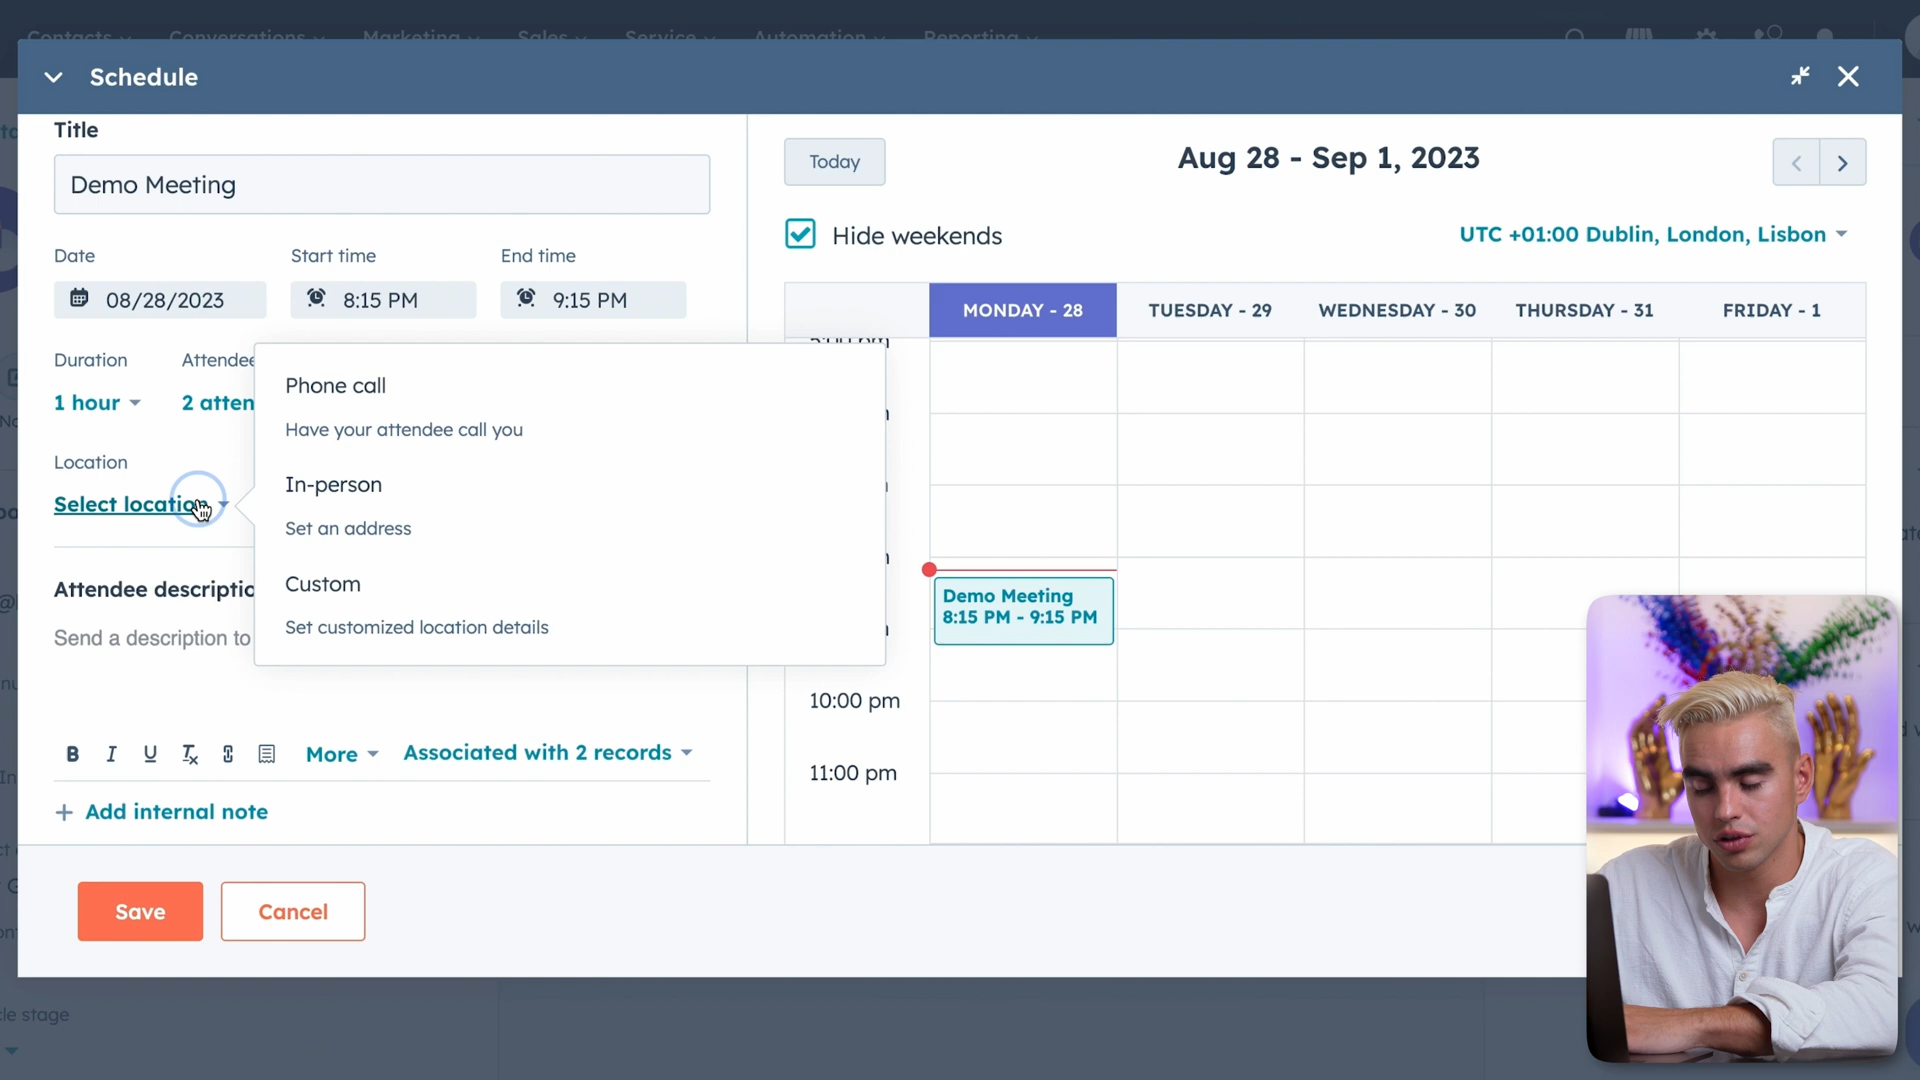 Contacts
Conversations
Marketing
Sales
Service
Automation
Reporting
Schedule
Title
Demo Meeting
Date
Start time
End time
08/28/2023
8:15 PM
9:15 PM
Duration
Attendee
1 hour
2 atten
Location
Select location
Phone call
Have your attendee call you
In-person
Set an address
Custom
Set customized location details
Attendee descriptio
Send a description to
B I U
More
Associated with 2 records
+ Add internal note
Save
Cancel
Today
Aug 28 - Sep 1, 2023
Hide weekends
UTC +01:00 Dublin, London, Lisbon
MONDAY - 28
TUESDAY - 29
WEDNESDAY - 30
THURSDAY - 31
FRIDAY - 1
Demo Meeting
8:15 PM - 9:15 PM
10:00 pm
11:00 pm
cle stage